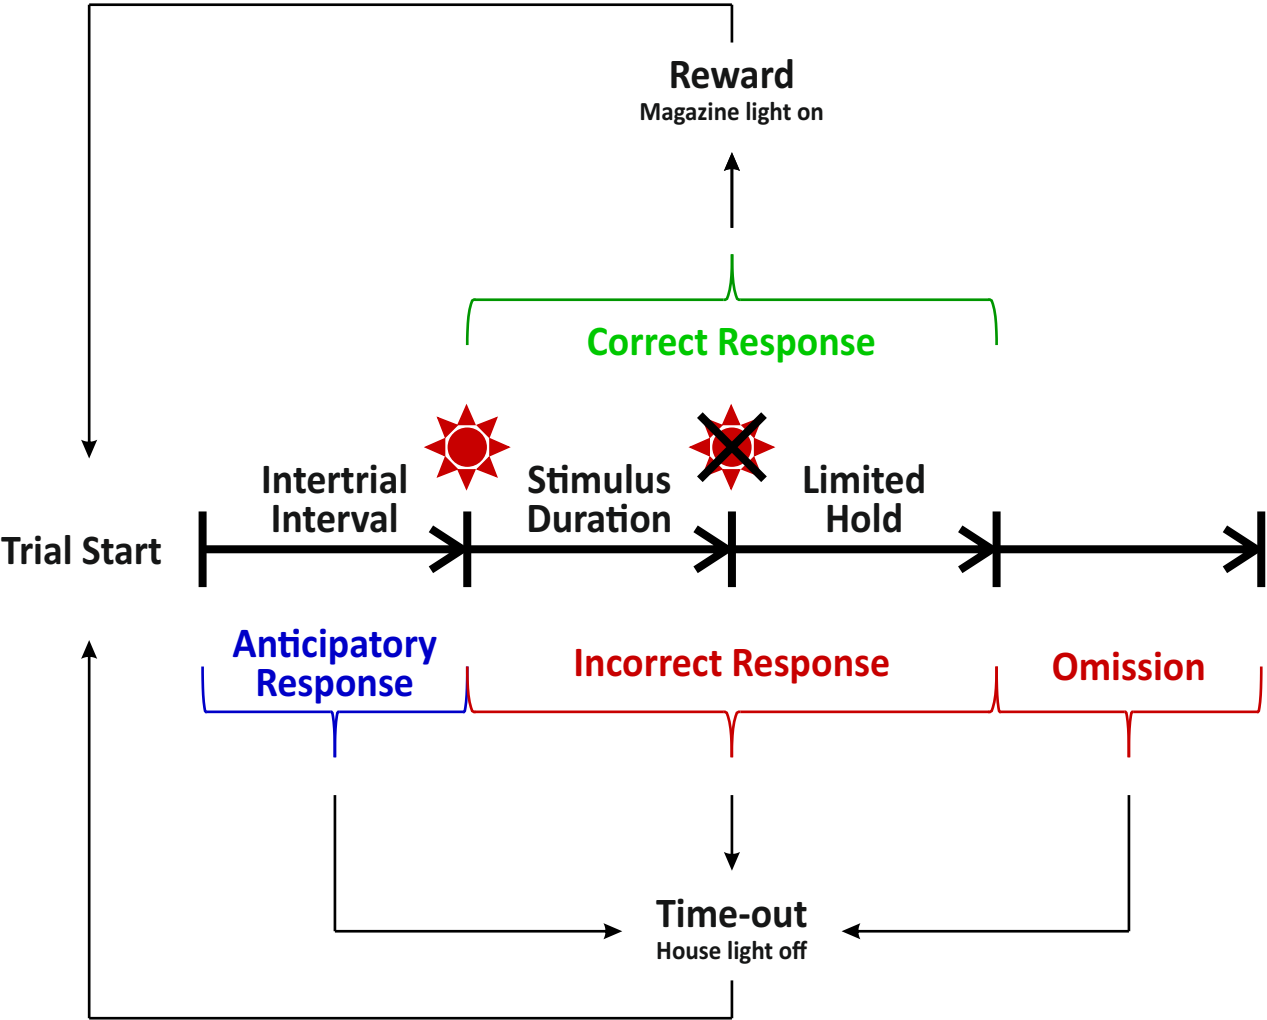 Reward
Magazine light on
Correct Response
Intertrial
Interval
Stimulus
Duration
Limited
Hold
Trial Start
Anticipatory
Response
Incorrect Response
Omission
Time-out
House light off